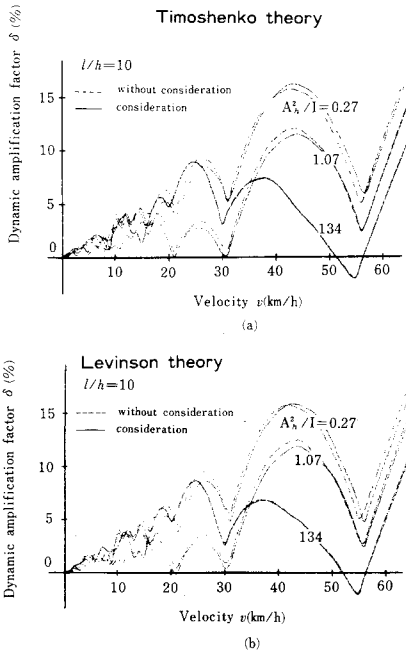 Timoshenko theory
Dynamic amplification factor δ (%)
l/h=10
without consideration
consideration
A²ₕ/I=0.27
1.07
134
15
10
5
0
10 20 30 40 50 60
Velocity v(km/h)
(a)
Levinson theory
Dynamic amplification factor δ (%)
l/h=10
without consideration
consideration
A²ₕ/I=0.27
1.07
134
15
10
5
0
10 20 30 40 50 60
Velocity v(km/h)
(b)